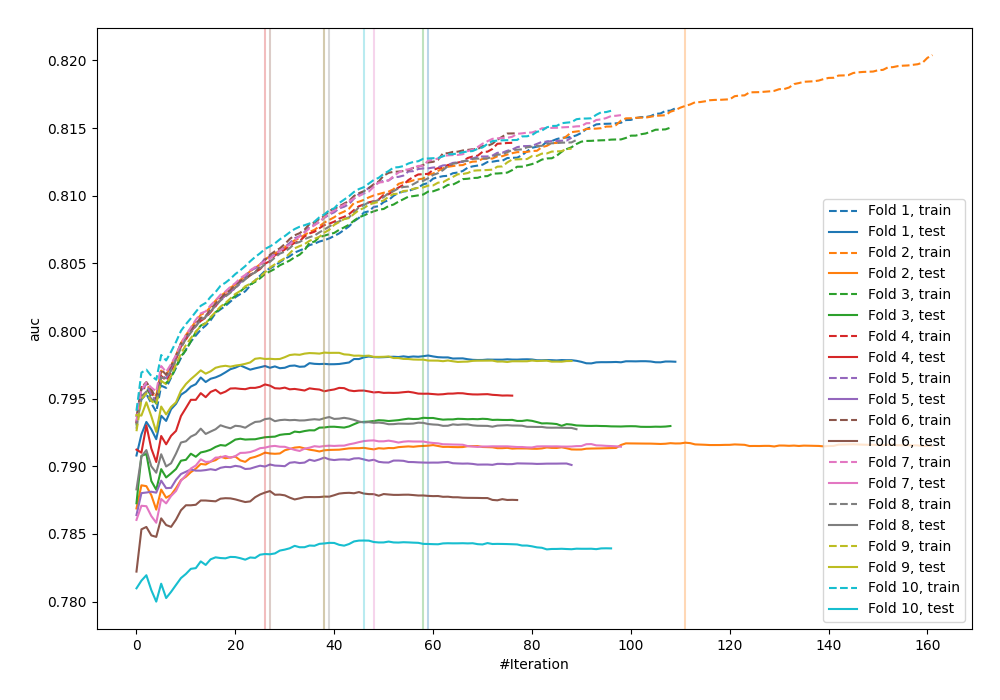 0.820
0.815
0.810
0.805
0.800
0.795
0.790
0.785
0.780
auc
0
20
40
60
80
100
120
140
160
#Iteration
Fold 1, train
Fold 1, test
Fold 2, train
Fold 2, test
Fold 3, train
Fold 3, test
Fold 4, train
Fold 4, test
Fold 5, train
Fold 5, test
Fold 6, train
Fold 6, test
Fold 7, train
Fold 7, test
Fold 8, train
Fold 8, test
Fold 9, train
Fold 9, test
Fold 10, train
Fold 10, test